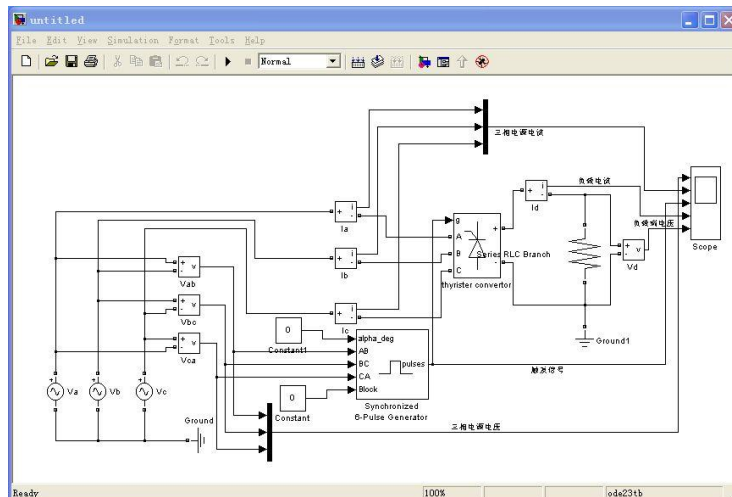 untitled
File Edit View Simulation Format Tools Help
Normal
三相电源电流
i
Ia
i
Ib
i
Ic
g
A
B
C
Series RLC Branch
thyristor convertor
i
Id
负载电流
负载端电压
v
Vd
Scope
v
Vab
v
Vbc
v
Vca
0
Constant1
0
Constant
alpha_deg
AB
BC
CA
Block
pulses
Synchronized
6-Pulse Generator
Ground1
触发信号
Va
Vb
Vc
Ground
三相电源电压
Ready
100%
ode23tb